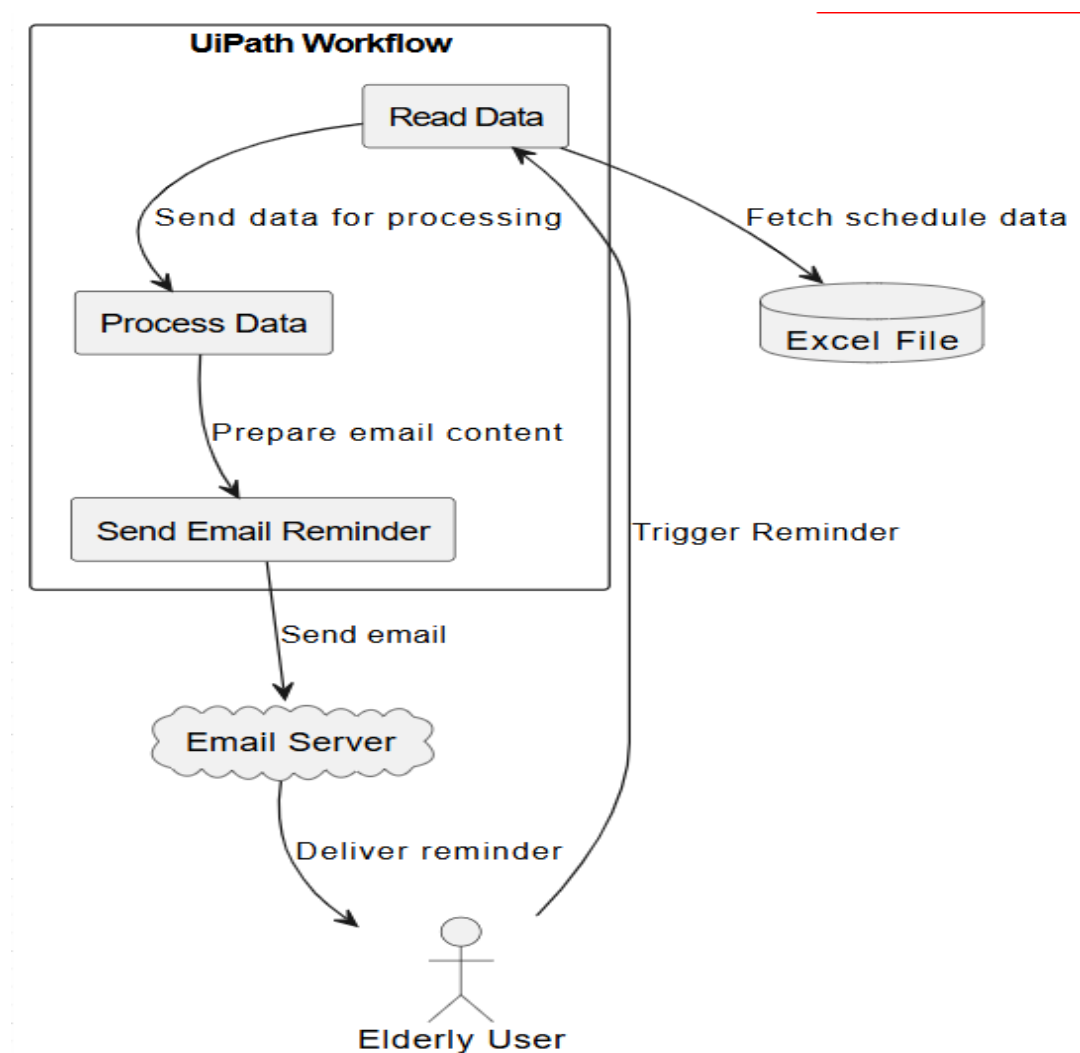 UiPath Workflow
Read Data
Send data for processing
Fetch schedule data
Process Data
Excel File
Prepare email content
Send Email Reminder
Trigger Reminder
Send email
Email Server
Deliver reminder
Elderly User